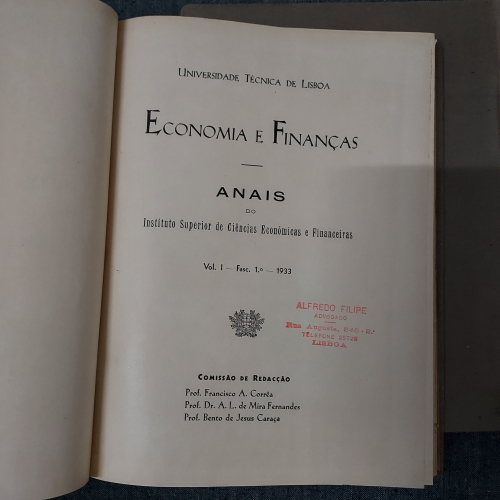 UNIVERSIDADE TÉCNICA DE LISBOA
ECONOMIA E FINANÇAS
ANAIS
DO
Instituto Superior de Ciências Económicas e Financeiras
Vol. I — Fasc. 1.º — 1933
ALFREDO FILIPE
ADVOGADO
Rua Augusta,
TELEFONE
LISBOA
COMISSÃO DE REDACÇÃO
Prof. Francisco A. Corrêa
Prof. Dr. A. L. de Mira Fernandes
Prof. Bento de Jesus Caraça